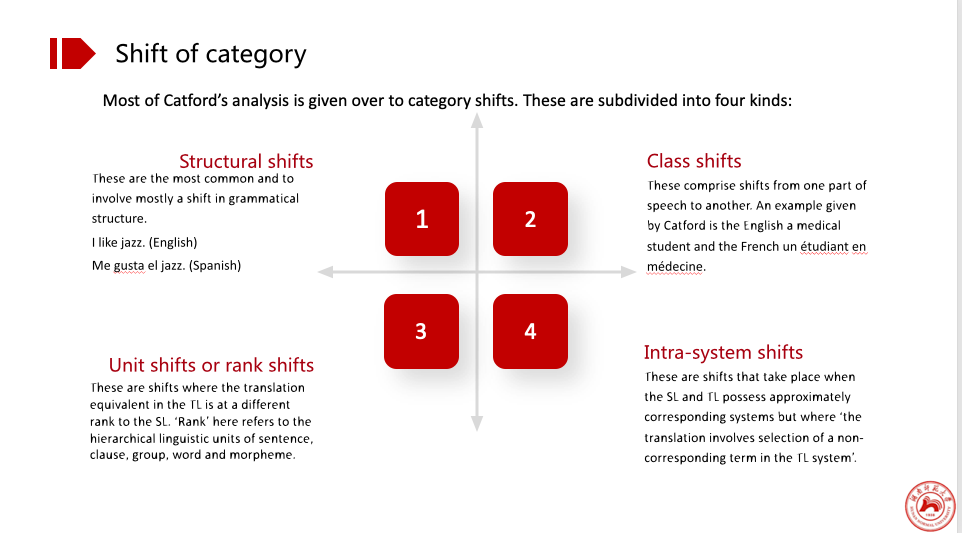 Shift of category
Most of Catford’s analysis is given over to category shifts. These are subdivided into four kinds:
Structural shifts
These are the most common and to
involve mostly a shift in grammatical
structure.
I like jazz. (English)
Me gusta el jazz. (Spanish)
1
2
Class shifts
These comprise shifts from one part of
speech to another. An example given
by Catford is the English a medical
student and the French un étudiant en
médecine.
3
4
Unit shifts or rank shifts
These are shifts where the translation
equivalent in the TL is at a different
rank to the SL. ‘Rank’ here refers to the
hierarchical linguistic units of sentence,
clause, group, word and morpheme.
Intra-system shifts
These are shifts that take place when
the SL and TL possess approximately
corresponding systems but where ‘the
translation involves selection of a non-
corresponding term in the TL system’.